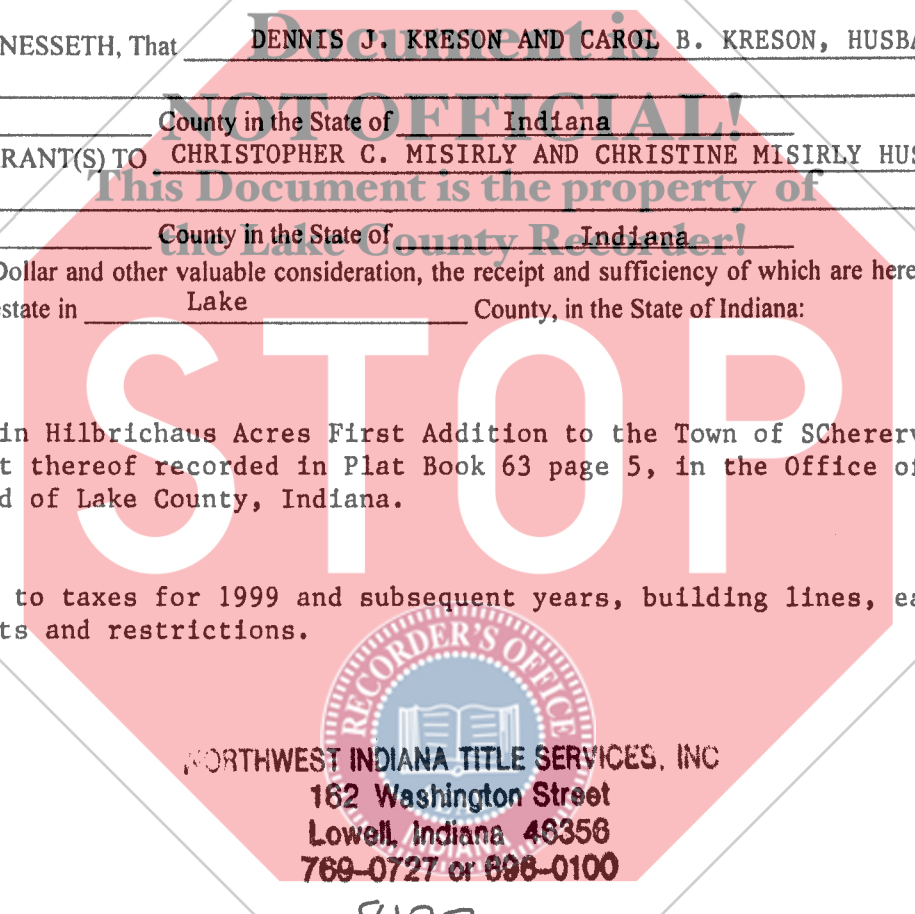 Document is
NESSETH, That DENNIS J. KRESON AND CAROL B. KRESON, HUSBA
NOT OFFICIAL!
County in the State of Indiana
RANT(S) TO CHRISTOPHER C. MISIRLY AND CHRISTINE MISIRLY HUS
This Document is the property of
the Lake County Recorder!
County in the State of Indiana
Dollar and other valuable consideration, the receipt and sufficiency of which are here
state in Lake County, in the State of Indiana:
STOP
in Hilbrichaus Acres First Addition to the Town of SCherer
t thereof recorded in Plat Book 63 page 5, in the Office of
d of Lake County, Indiana.
to taxes for 1999 and subsequent years, building lines, ea
ts and restrictions.
RECORDER'S OFFICE
NORTHWEST INDIANA TITLE SERVICES, INC
162 Washington Street
Lowell, Indiana 46356
769-0727 or 696-0100
INDIANA